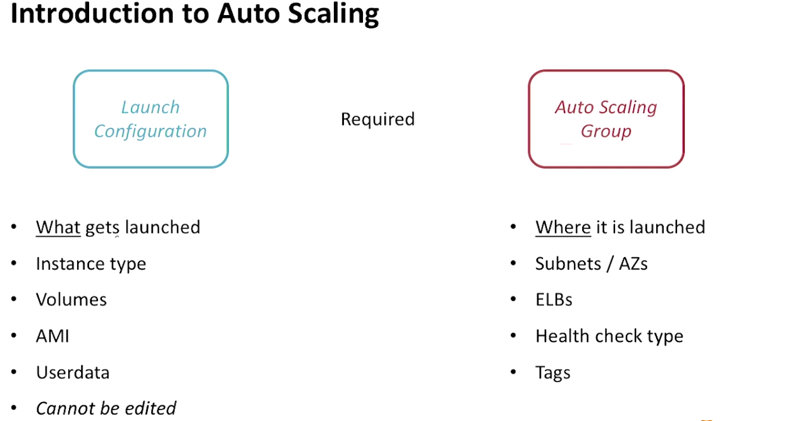 Introduction to Auto Scaling
Launch
Configuration
Required
Auto Scaling
Group
• What gets launched
• Instance type
• Volumes
• AMI
• Userdata
• Cannot be edited
• Where it is launched
• Subnets / AZs
• ELBs
• Health check type
• Tags